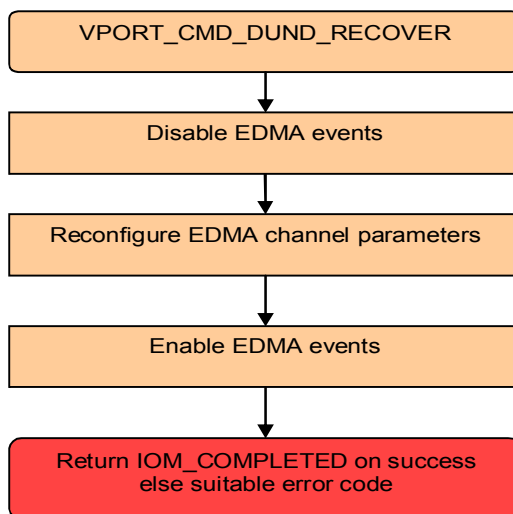 VPORT_CMD_DUND_RECOVER
Disable EDMA events
Reconfigure EDMA channel parameters
Enable EDMA events
Return IOM_COMPLETED on success
else suitable error code